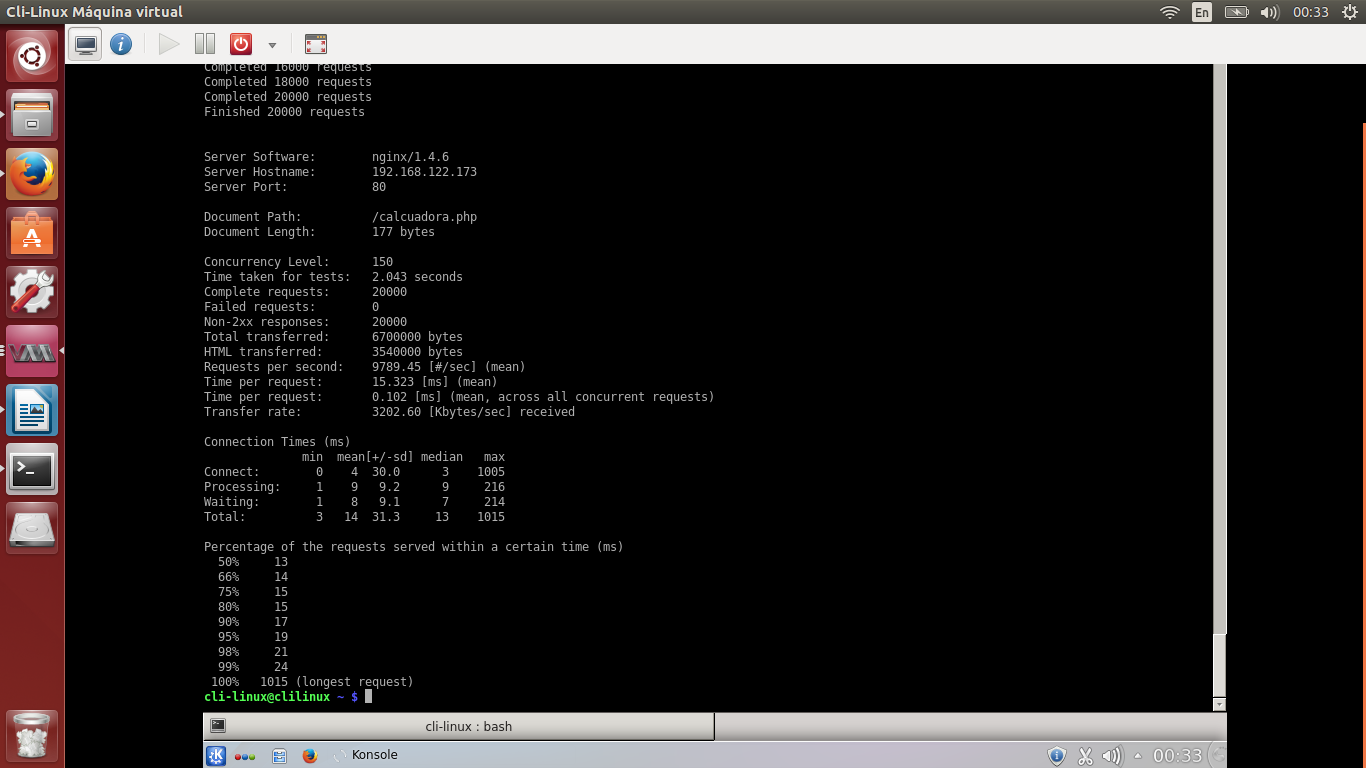 Cli-Linux Máquina virtual
En
00:33
Completed 16000 requests
Completed 18000 requests
Completed 20000 requests
Finished 20000 requests
Server Software: nginx/1.4.6
Server Hostname: 192.168.122.173
Server Port: 80
Document Path: /calcuadora.php
Document Length: 177 bytes
Concurrency Level: 150
Time taken for tests: 2.043 seconds
Complete requests: 20000
Failed requests: 0
Non-2xx responses: 20000
Total transferred: 6700000 bytes
HTML transferred: 3540000 bytes
Requests per second: 9789.45 [#/sec] (mean)
Time per request: 15.323 [ms] (mean)
Time per request: 0.102 [ms] (mean, across all concurrent requests)
Transfer rate: 3202.60 [Kbytes/sec] received
Connection Times (ms)
min mean[+/-sd] median max
Connect: 0 4 30.0 3 1005
Processing: 1 9 9.2 9 216
Waiting: 1 8 9.1 7 214
Total: 3 14 31.3 13 1015
Percentage of the requests served within a certain time (ms)
50% 13
66% 14
75% 15
80% 15
90% 17
95% 19
98% 21
99% 24
100% 1015 (longest request)
cli-linux@clilinux ~ $
cli-linux : bash
Konsole
00:33